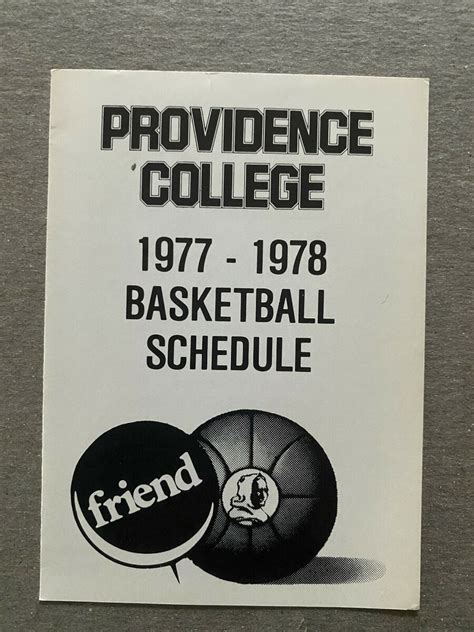 PROVIDENCE
COLLEGE
1977 - 1978
BASKETBALL
SCHEDULE
friend